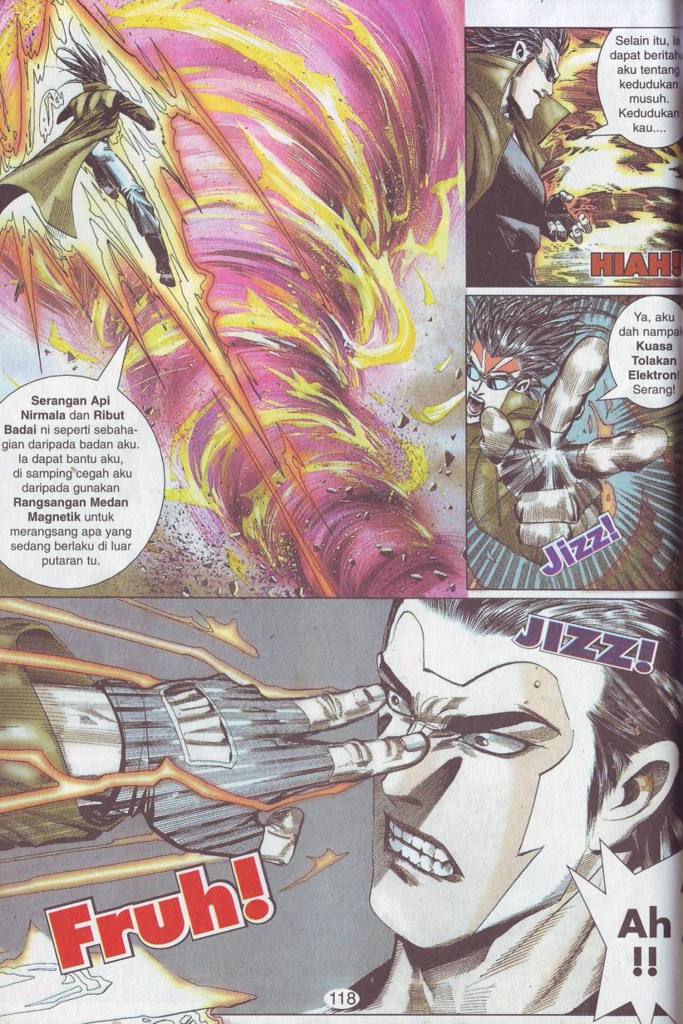 Serangan Api
Nirmala dan Ribut
Badai ni seperti sebaha-
gian daripada badan aku.
Ia dapat bantu aku,
di samping cegah aku
daripada gunakan
Rangsangan Medan
Magnetik untuk
merangsang apa yang
sedang berlaku di luar
putaran tu.
Selain itu, ia
dapat beritah
aku tentang
kedudukan
musuh.
Kedudukan
kau....
HIAH!
Ya, aku
dah nampak
Kuasa
Tolakan
Elektron!
Serang!
Jizz!
JIZZ!
Fruh!
Ah
!!
118